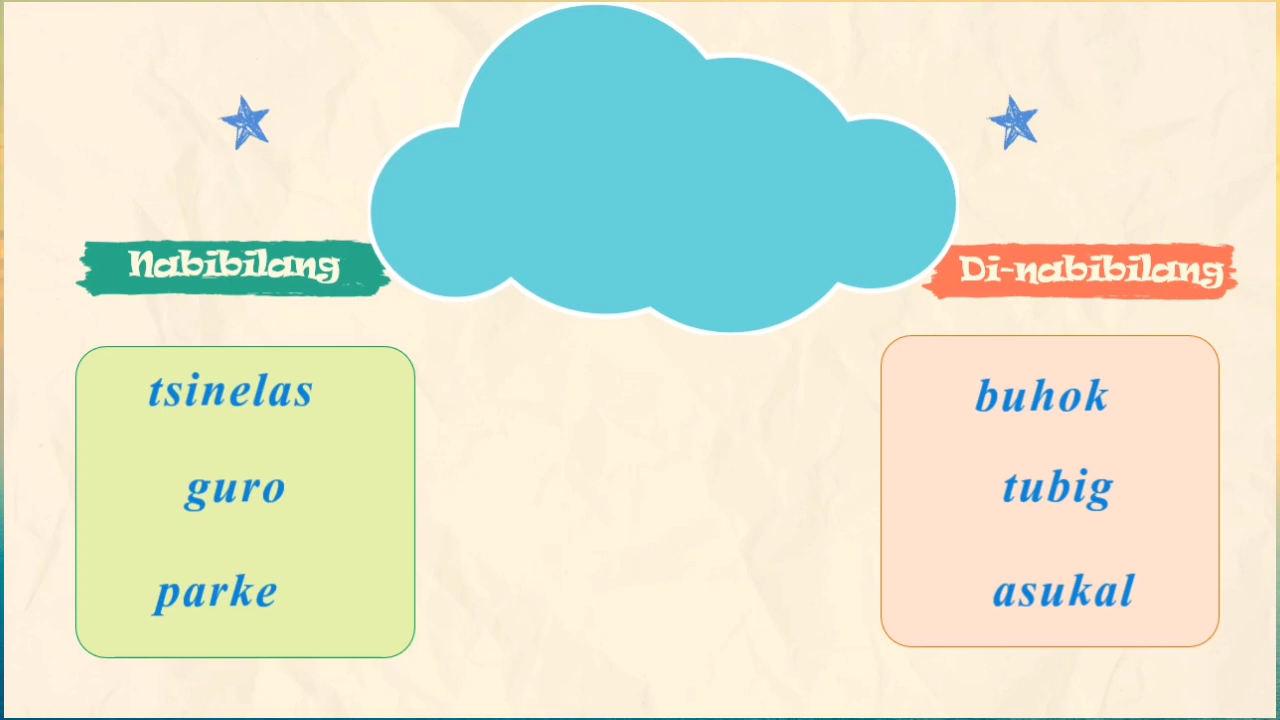 Nabibilang
tsinelas
guro
parke
Di-nabibilang
buhok
tubig
asukal